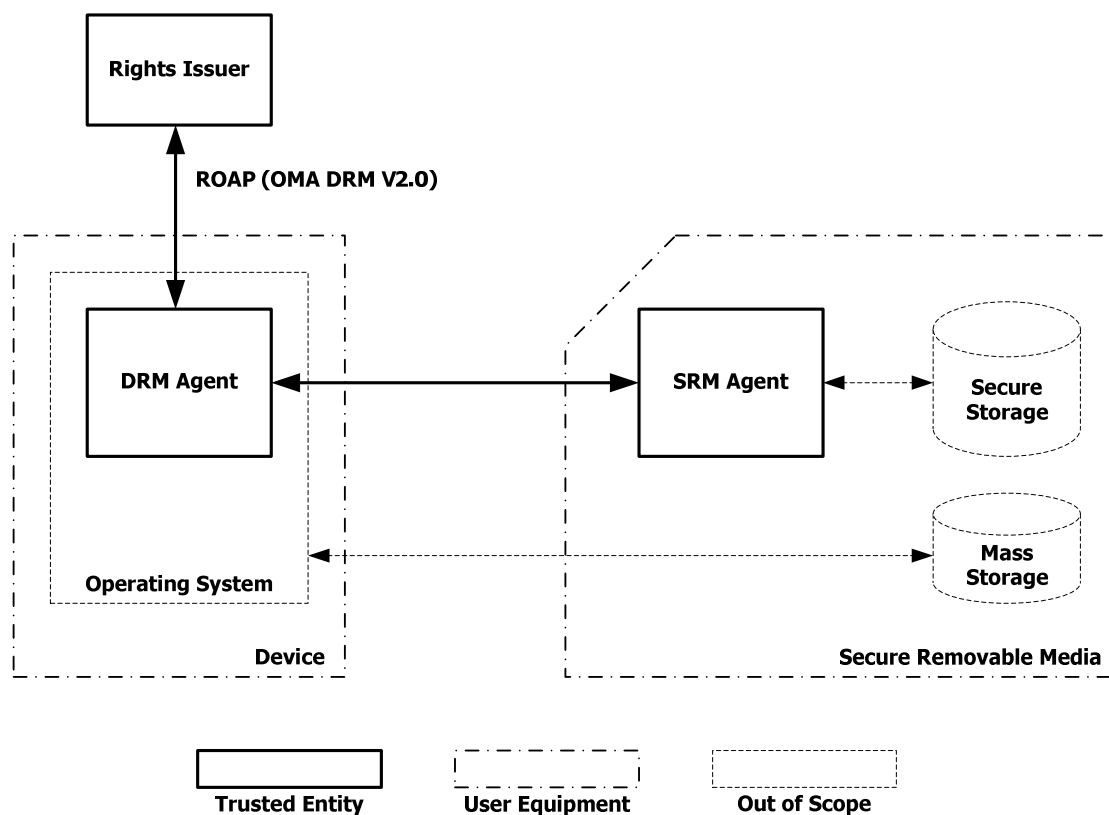 Rights Issuer
ROAP (OMA DRM V2.0)
DRM Agent
SRM Agent
Secure
Storage
Mass
Storage
Operating System
Device
Secure Removable Media
Trusted Entity
User Equipment
Out of Scope